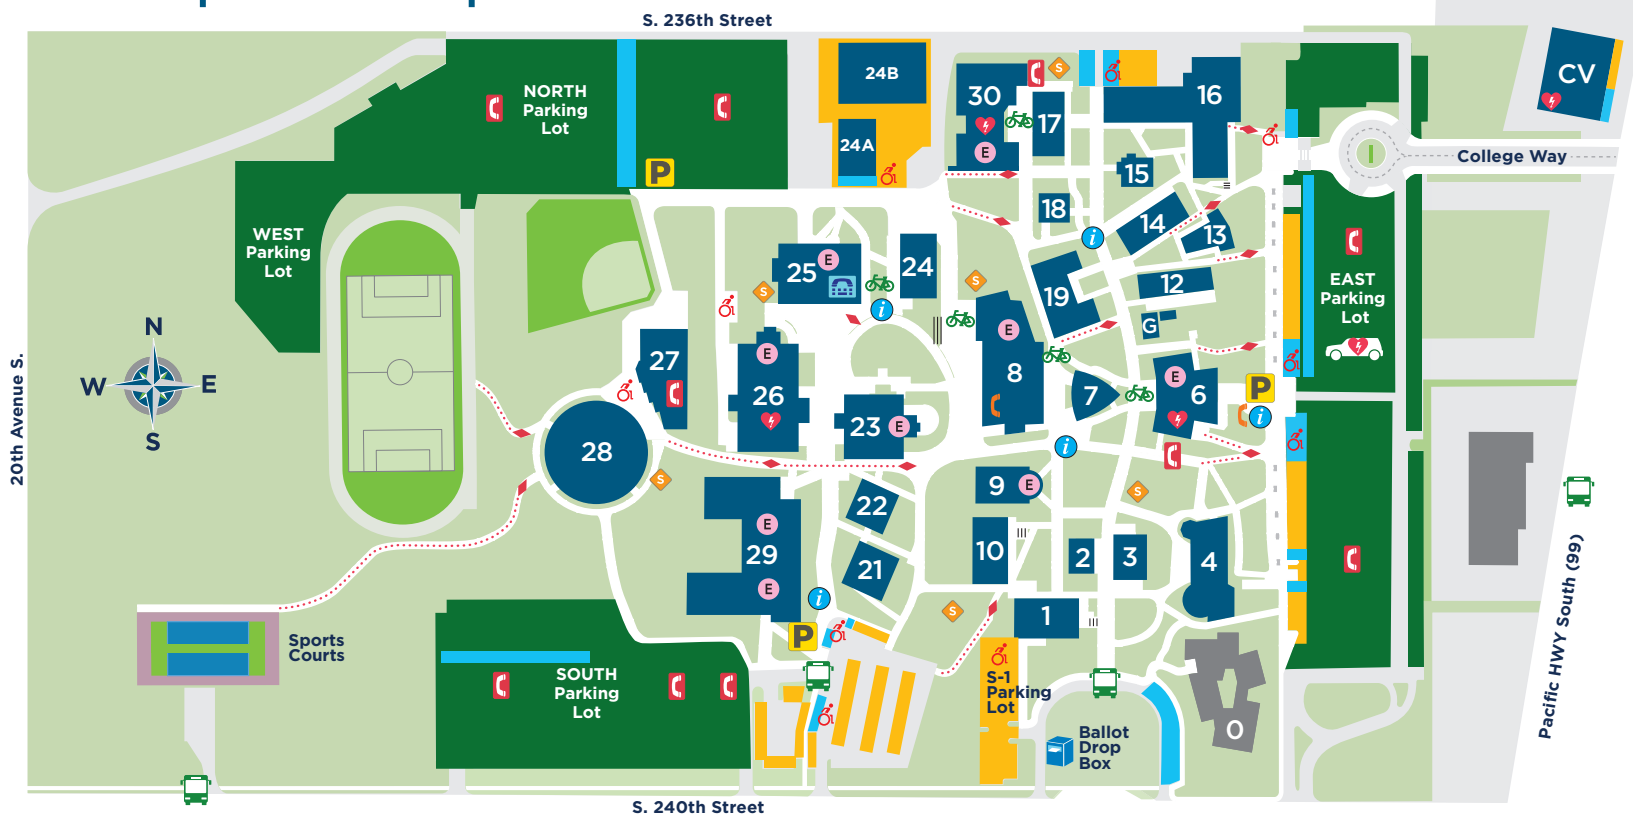 S. 236th Street
24B
CV
30
S
16
NORTH
Parking
Lot
17
24A
E
College Way
P
15
18
14
13
i
WEST
Parking
Lot
25
E
24
12
EAST
Parking
Lot
S
S
19
i
G
N
E
27
E
8
E
W
E
26
7
6
P
S
23
E
i
28
i
20th Avenue S.
S
9
E
S
22
E
29
10
2
3
4
21
E
i
S
1
Pacific HWY South (99)
P
Sports
Courts
SOUTH
Parking
Lot
S-1
Parking
Lot
Ballot
Drop
Box
0
S. 240th Street